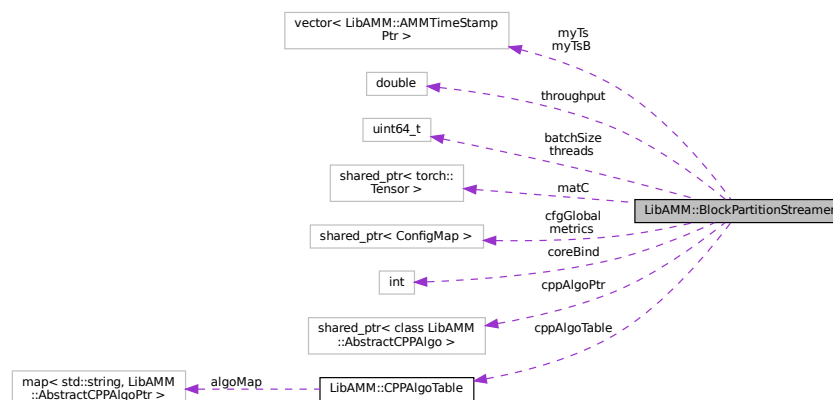 vector< LibAMM::AMMTimeStamp
Ptr >
myTs
myTsB
double
throughput
uint64_t
batchSize
threads
shared_ptr< torch::
Tensor >
matC
LibAMM::BlockPartitionStreamer
shared_ptr< ConfigMap >
cfgGlobal
metrics
int
coreBind
cppAlgoPtr
shared_ptr< class LibAMM
::AbstractCPPAlgo >
cppAlgoTable
map< std::string, LibAMM
::AbstractCPPAlgoPtr >
algoMap
LibAMM::CPPAlgoTable